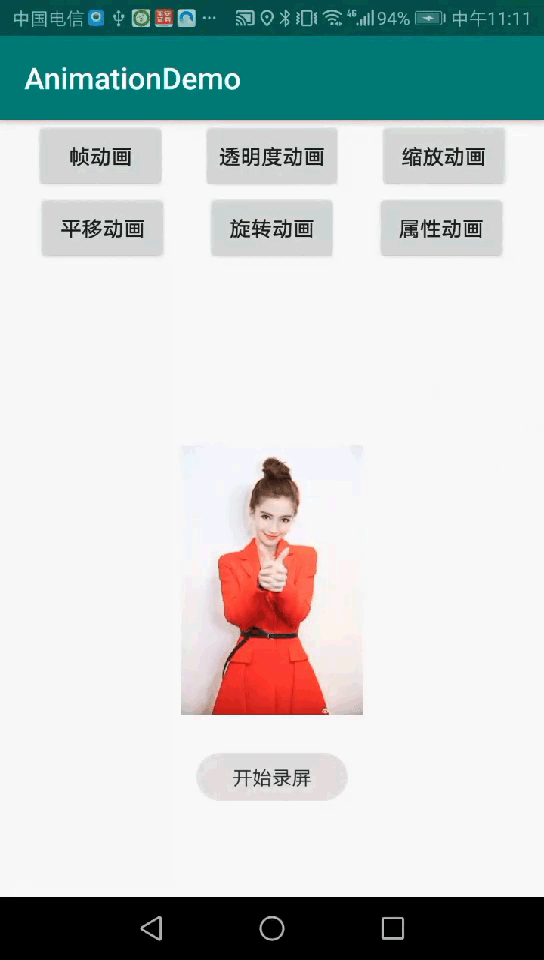 中国电信 ··· 4G 94% 中午11:11
AnimationDemo
帧动画 透明度动画 缩放动画
平移动画 旋转动画 属性动画
开始录屏